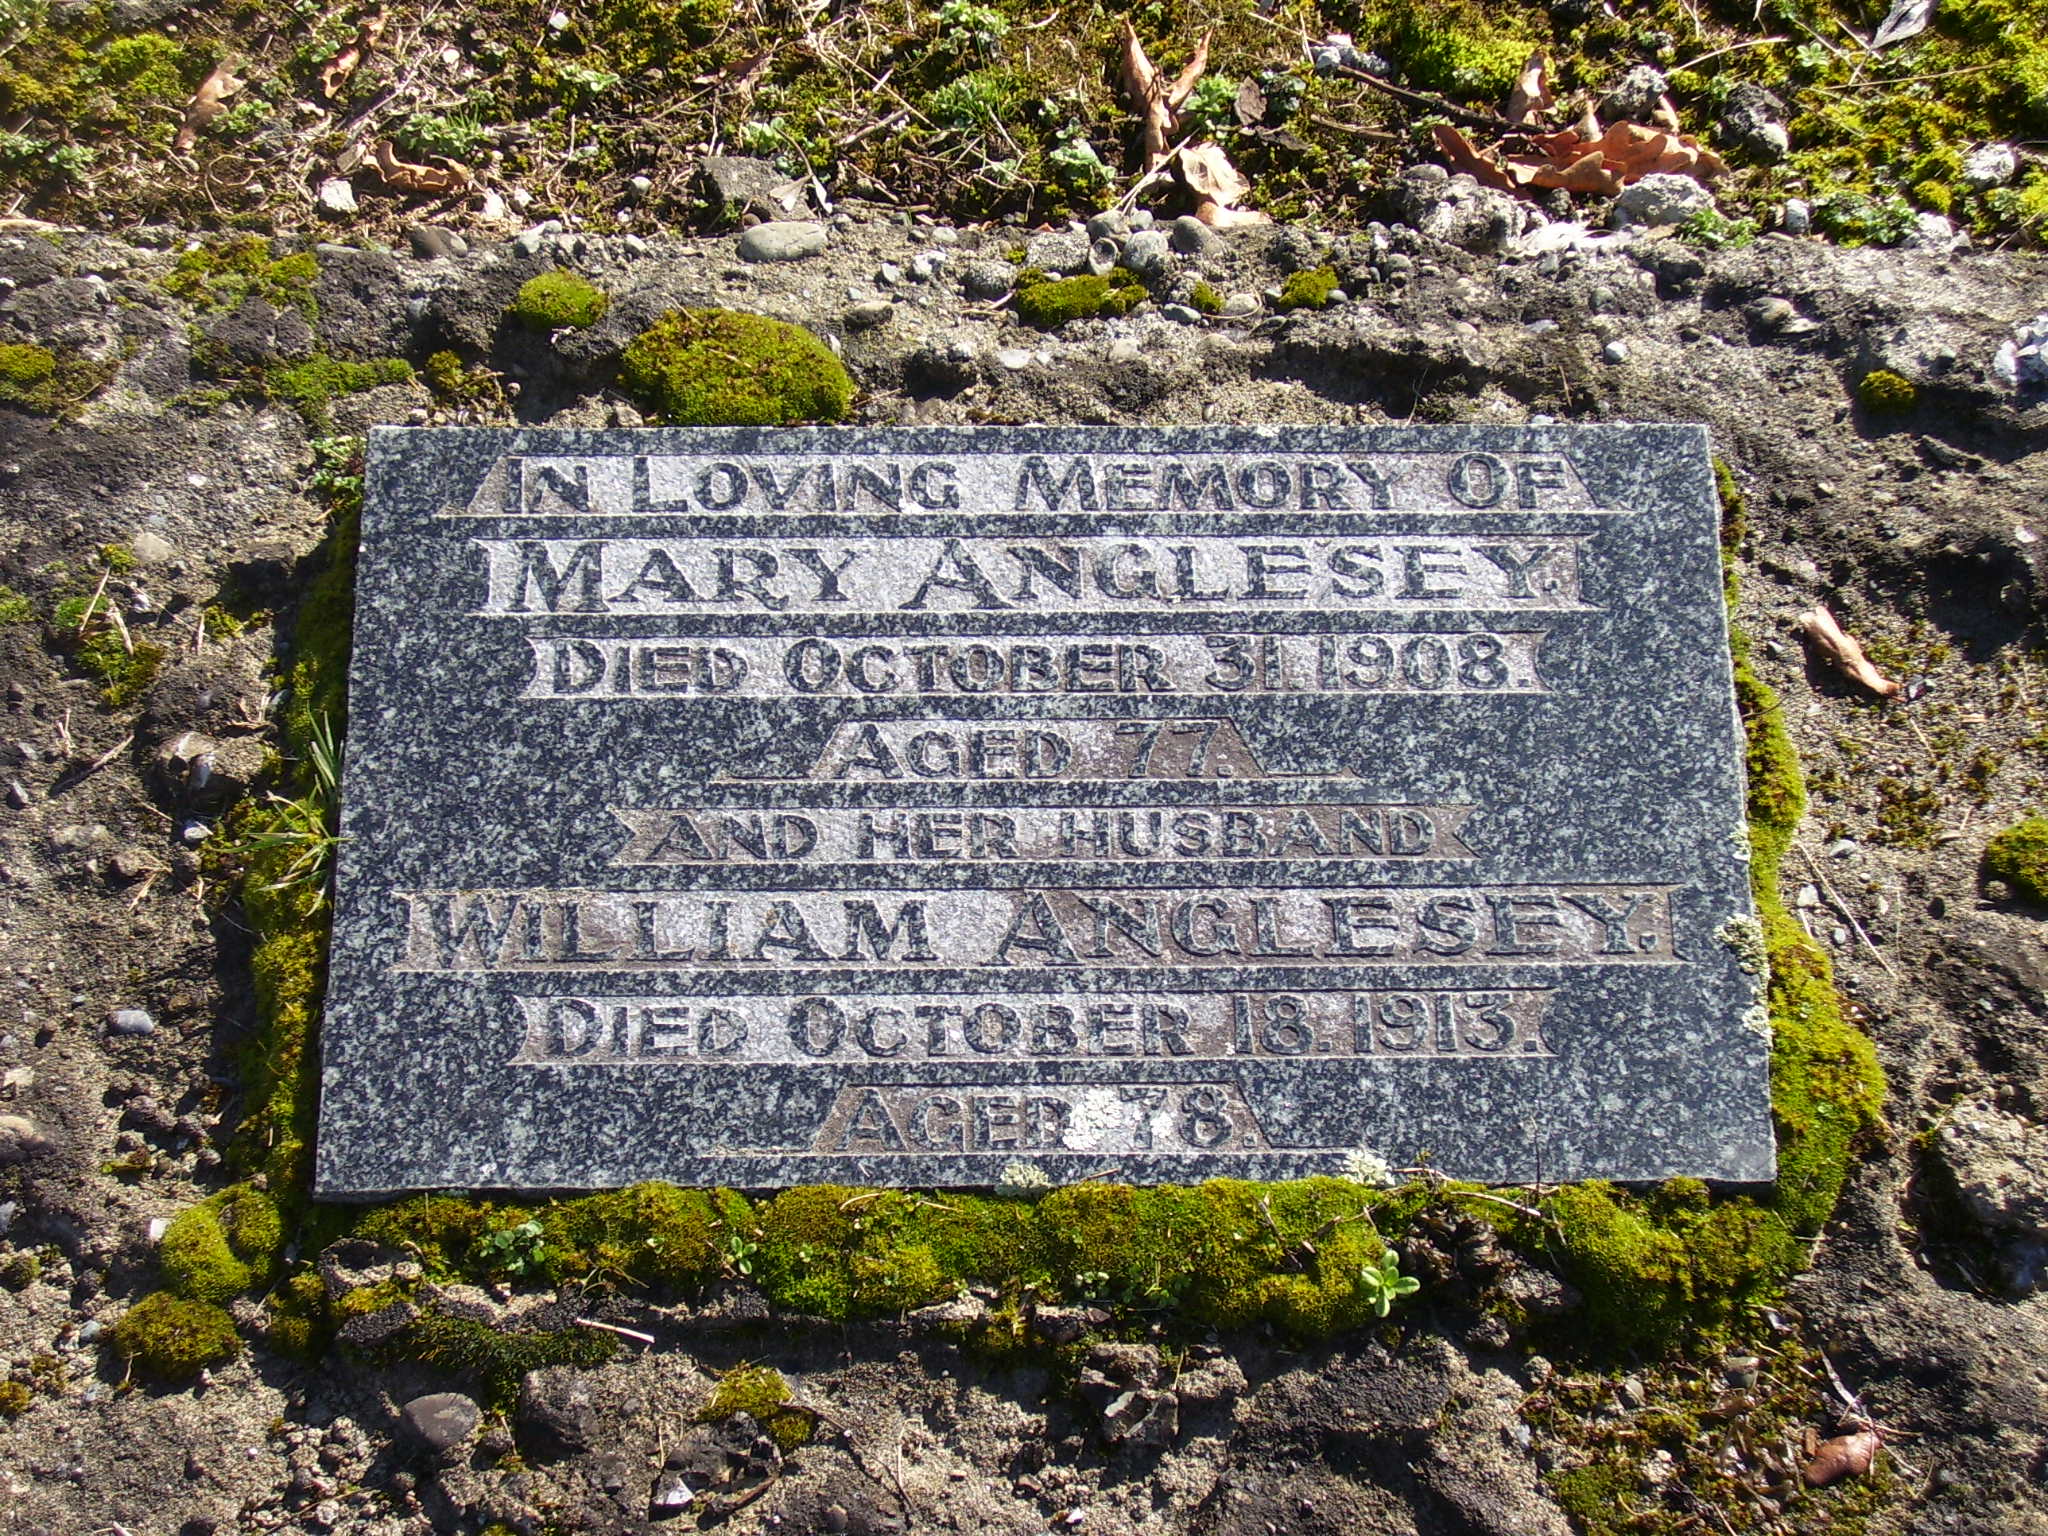 In Loving Memory Of
Mary Anglesey.
Died October 31. 1908.
Aged 77.
and her husband
William Anglesey.
Died October 18. 1913.
Aged 78.